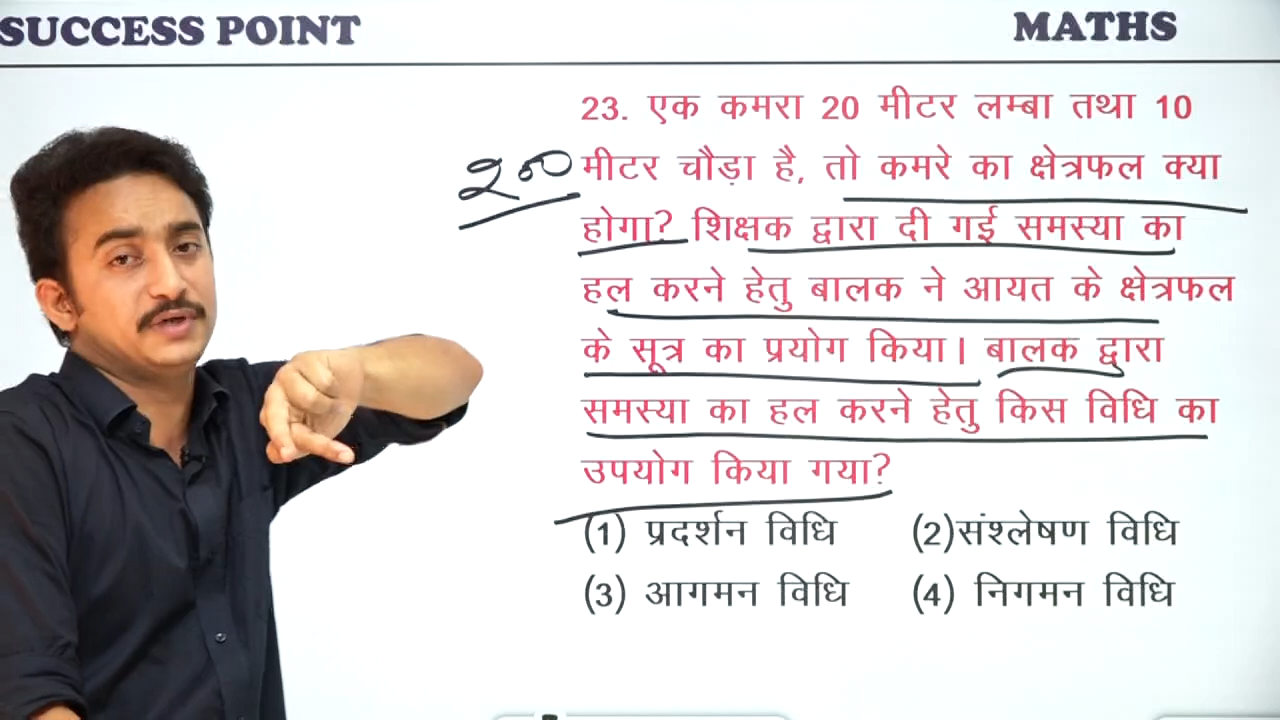 SUCCESS POINT
MATHS
23. एक कमरा 20 मीटर लम्बा तथा 10
200
मीटर चौड़ा है, तो कमरे का क्षेत्रफल क्या
होगा? शिक्षक द्वारा दी गई समस्या का
हल करने हेतु बालक ने आयत के क्षेत्रफल
के सूत्र का प्रयोग किया। बालक द्वारा
समस्या का हल करने हेतु किस विधि का
उपयोग किया गया?
(1) प्रदर्शन विधि (2)संश्लेषण विधि
(3) आगमन विधि (4) निगमन विधि